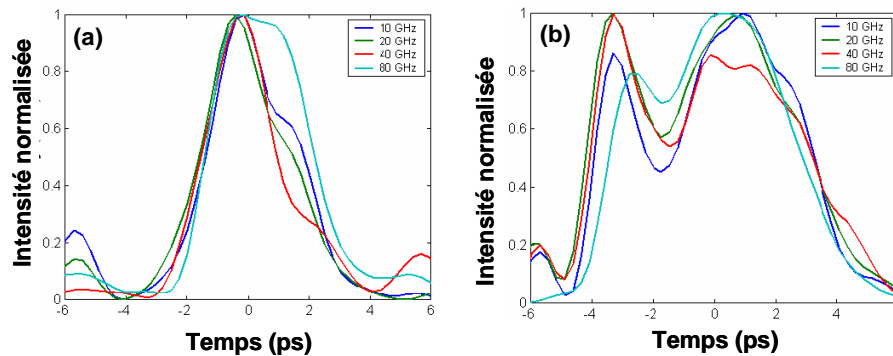 (a)
10 GHz
20 GHz
40 GHz
80 GHz
Intensité normalisée
1
0.8
0.6
0.4
0.2
0
-6 -4 -2 0 2 4 6
Temps (ps)
(b)
10 GHz
20 GHz
40 GHz
80 GHz
Intensité normalisée
1
0.8
0.6
0.4
0.2
0
-6 -4 -2 0 2 4
Temps (ps)